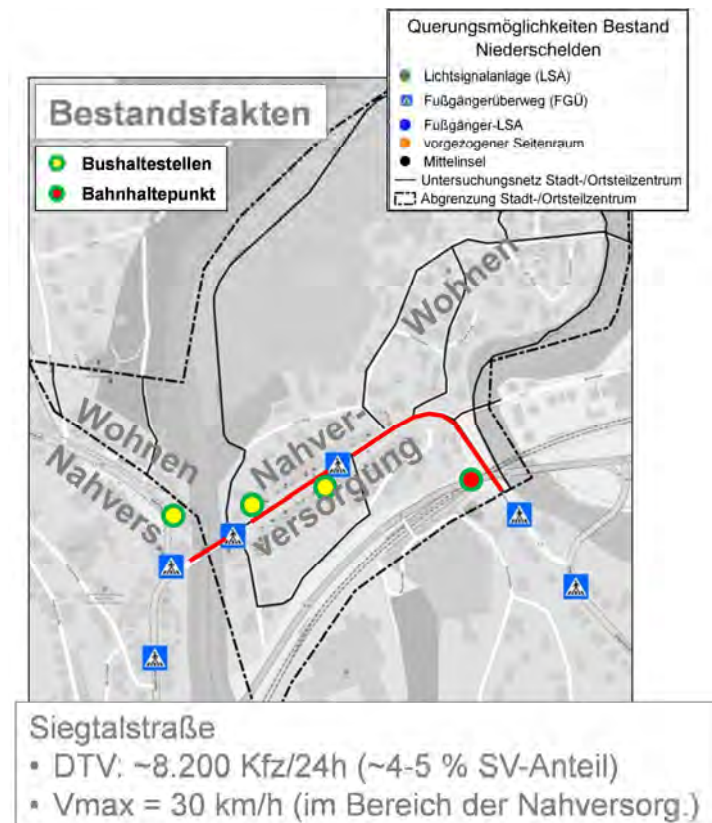 Querungsmöglichkeiten Bestand
Niederschelden
Lichtsignalanlage (LSA)
Fußgängerüberweg (FGÜ)
Fußgänger-LSA
vorgezogener Seitenraum
Mittelinsel
Untersuchungsnetz Stadt-/Ortsteilzentrum
Abgrenzung Stadt-/Ortsteilzentrum
Bestandsfakten
Bushaltestellen
Bahnhaltepunkt
Wohnen
Wohnen
Nahvers.
Nahver-
versorgung
Siegtalstraße
• DTV: ~8.200 Kfz/24h (~4-5 % SV-Anteil)
• Vmax = 30 km/h (im Bereich der Nahversorg.)